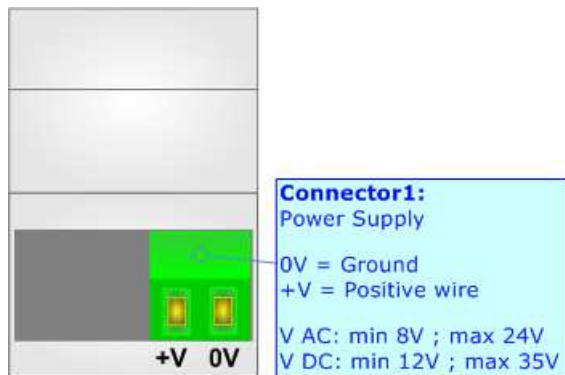 Connector1:
Power Supply
0V = Ground
+V = Positive wire
V AC: min 8V ; max 24V
V DC: min 12V ; max 35V
+V 0V